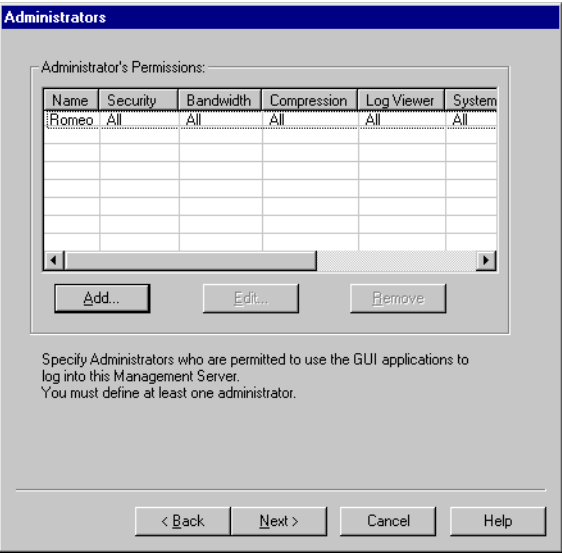 Administrators
Administrator's Permissions:
Name Security Bandwidth Compression Log Viewer System
Romeo All All All All All
Add... Edit... Remove
Specify Administrators who are permitted to use the GUI applications to
log into this Management Server.
You must define at least one administrator.
< Back Next > Cancel Help